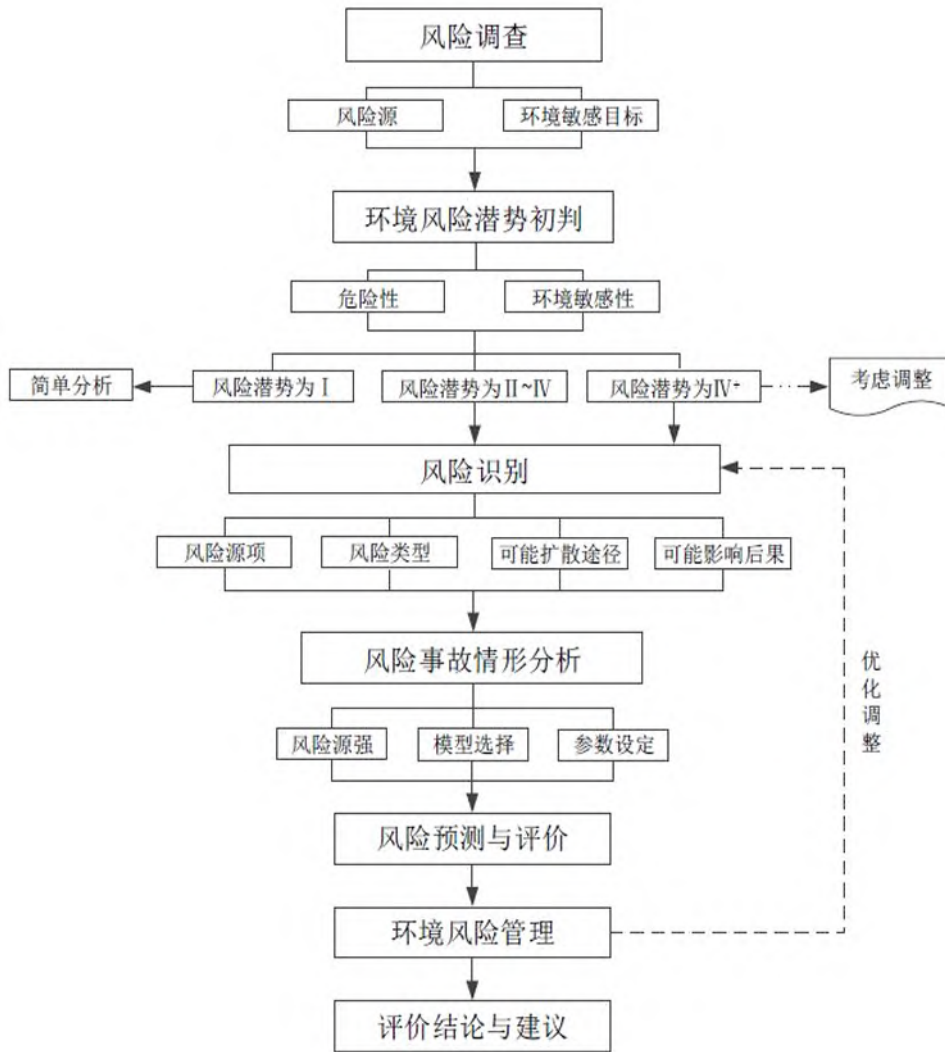 风险调查
风险源
环境敏感目标
环境风险潜势初判
危险性
环境敏感性
简单分析
风险潜势为Ⅰ
风险潜势为Ⅱ~Ⅳ
风险潜势为Ⅳ+
考虑调整
风险识别
风险源项
风险类型
可能扩散途径
可能影响后果
风险事故情形分析
优化调整
风险源强
模型选择
参数设定
风险预测与评价
环境风险管理
评价结论与建议